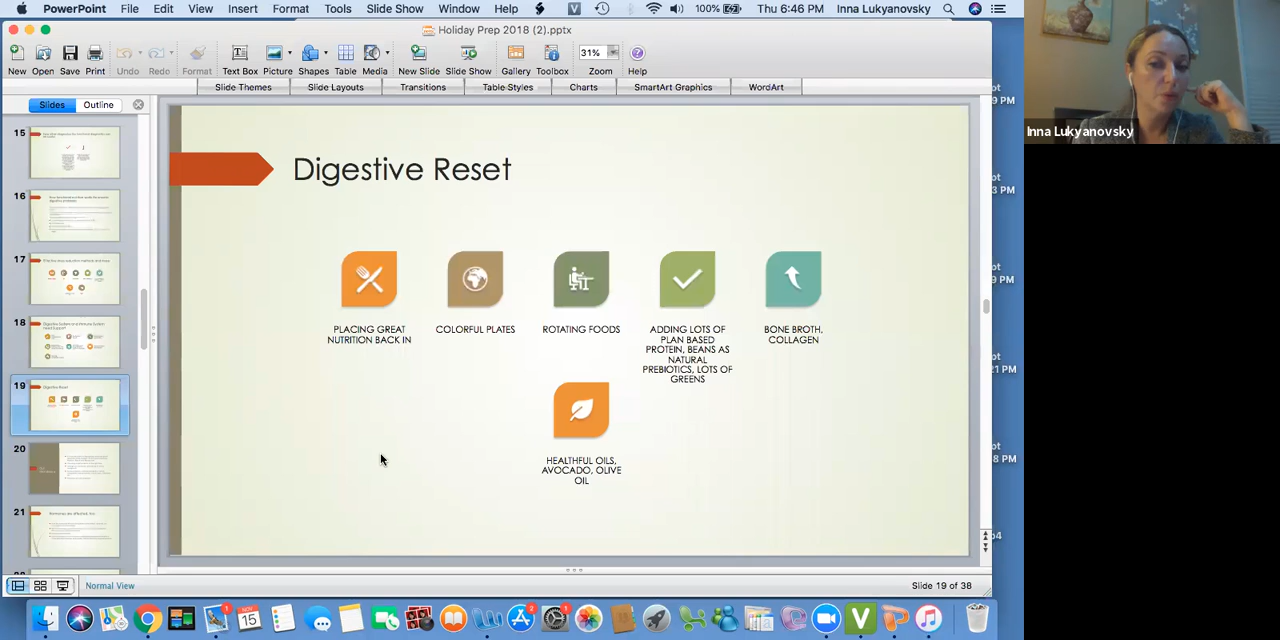 PowerPoint File Edit View Insert Format Tools Slide Show Window Help 100% Thu 6:46 PM Inna Lukyanovsky
Holiday Prep 2018 (2).pptx
31%
New Open Save Print Undo Redo Format Text Box Picture Shapes Table Media New Slide Slide Show Gallery Toolbox Zoom Help
Slide Themes Slide Layouts Transitions Table Styles Charts SmartArt Graphics WordArt
Slides Outline
Inna Lukyanovsky
15
16
17
18
19
20
21
Digestive Reset
PLACING GREAT
NUTRITION BACK IN
COLORFUL PLATES
ROTATING FOODS
ADDING LOTS OF
PLAN BASED
PROTEIN, BEANS AS
NATURAL
PREBIOTICS, LOTS OF
GREENS
BONE BROTH,
COLLAGEN
HEALTHFUL OILS,
AVOCADO, OLIVE
OIL
Normal View
Slide 19 of 38
NOV
15